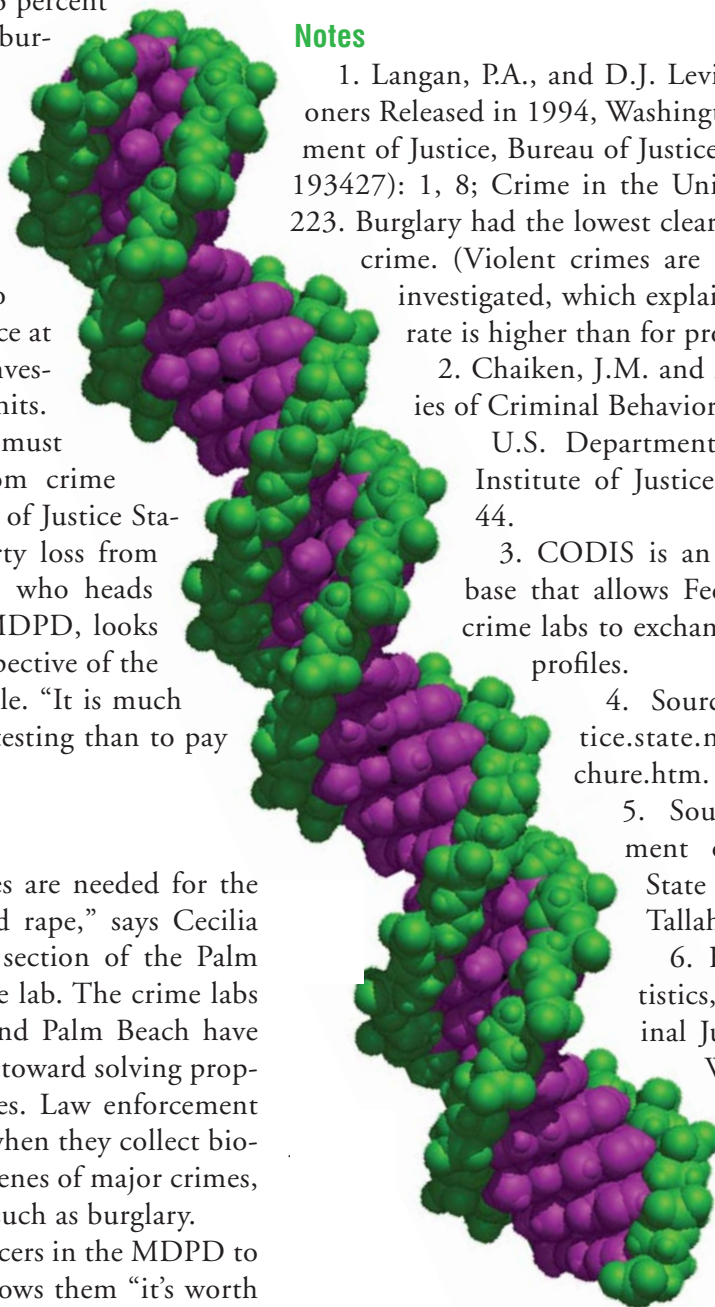 percent
bur-
ce at
nves-
nits.
must
om crime
of Justice Sta-
rty loss from
who heads
MDPD, looks
pective of the
le. “It is much
testing than to pay
es are needed for the
d rape,” says Cecilia
section of the Palm
e lab. The crime labs
nd Palm Beach have
toward solving prop-
es. Law enforcement
when they collect bio-
enes of major crimes,
such as burglary.
cers in the MDPD to
ows them “it’s worth
Notes
1. Langan, P.A., and D.J. Levi
oners Released in 1994, Washingt
ment of Justice, Bureau of Justice
193427): 1, 8; Crime in the Uni
223. Burglary had the lowest clear
crime. (Violent crimes are
investigated, which explai
rate is higher than for pro
2. Chaiken, J.M. and
ies of Criminal Behavior
U.S. Department
Institute of Justice
44.
3. CODIS is an
base that allows Fed
crime labs to exchan
profiles.
4. Sourc
tice.state.n
chure.htm.
5. Sou
ment
State
Tallah
6.
tistics,
inal Ju